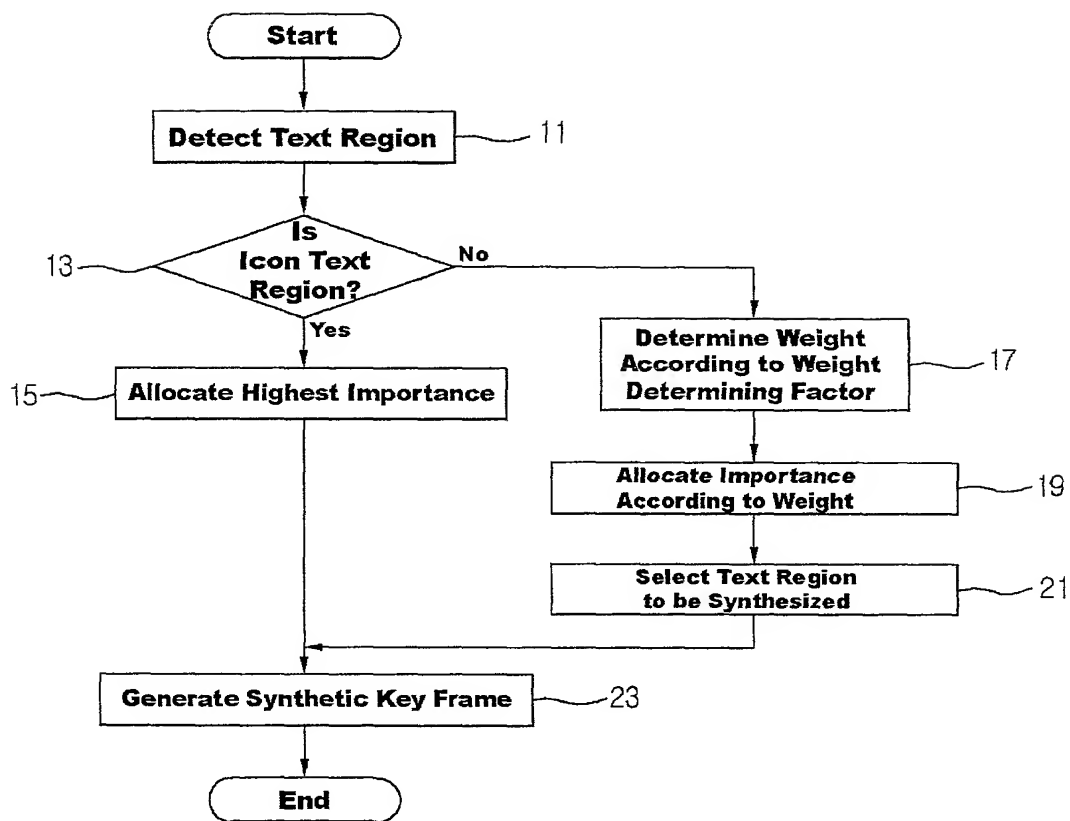 Start
Detect Text Region
11
Is
Icon Text
Region?
13
No
Yes
Determine Weight
According to Weight
Determining Factor
17
15
Allocate Highest Importance
Allocate Importance
According to Weight
19
Select Text Region
to be Synthesized
21
Generate Synthetic Key Frame
23
End